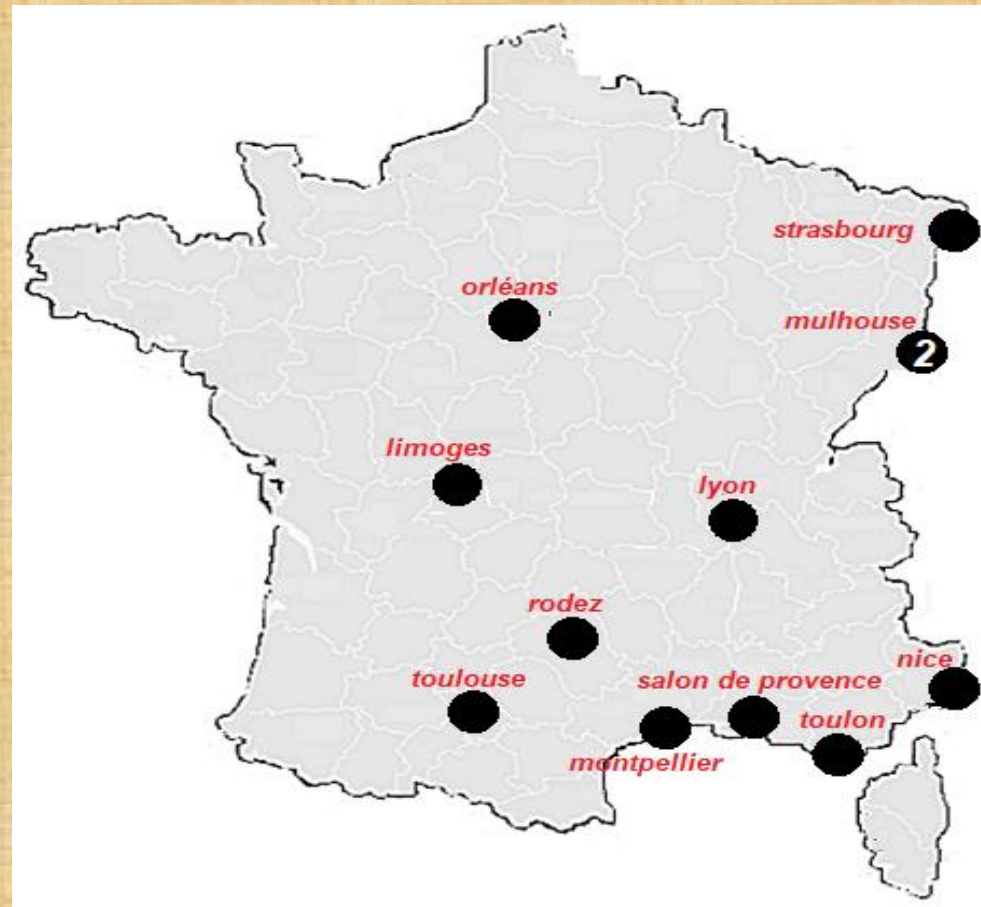 strasbourg
orléans
mulhouse
2
limoges
lyon
rodez
nice
toulouse
salon de provence
toulon
montpellier